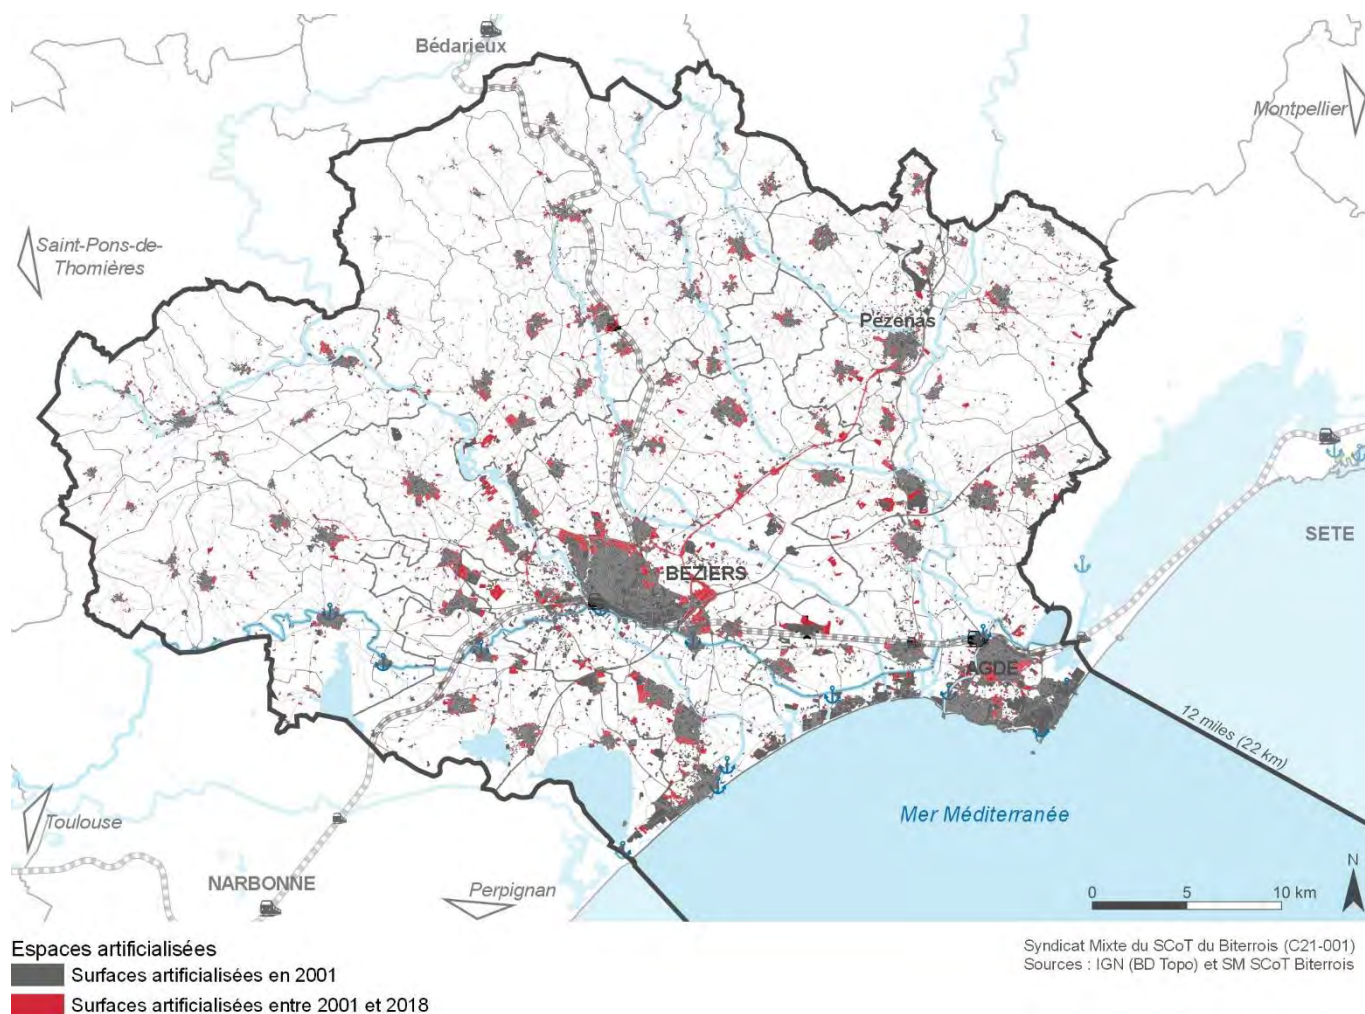 Bédarieux
Montpellier
Saint-Pons-de-
Thomières
Pézenas
BEZIERS
SETE
AGDE
12 miles (22 km)
Toulouse
Mer Méditerranée
NARBONNE
Perpignan
N
0 5 10 km
Espaces artificialisées
Surfaces artificialisées en 2001
Surfaces artificialisées entre 2001 et 2018
Syndicat Mixte du SCoT du Biterrois (C21-001)
Sources : IGN (BD Topo) et SM SCoT Biterrois